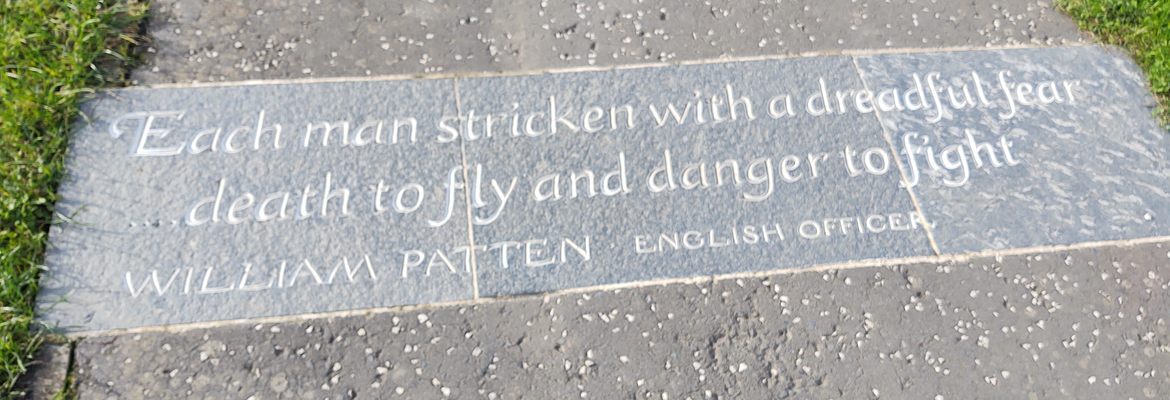 Each man stricken with a dreadful fear
....death to fly and danger to fight
WILLIAM PATTEN ENGLISH OFFICER.